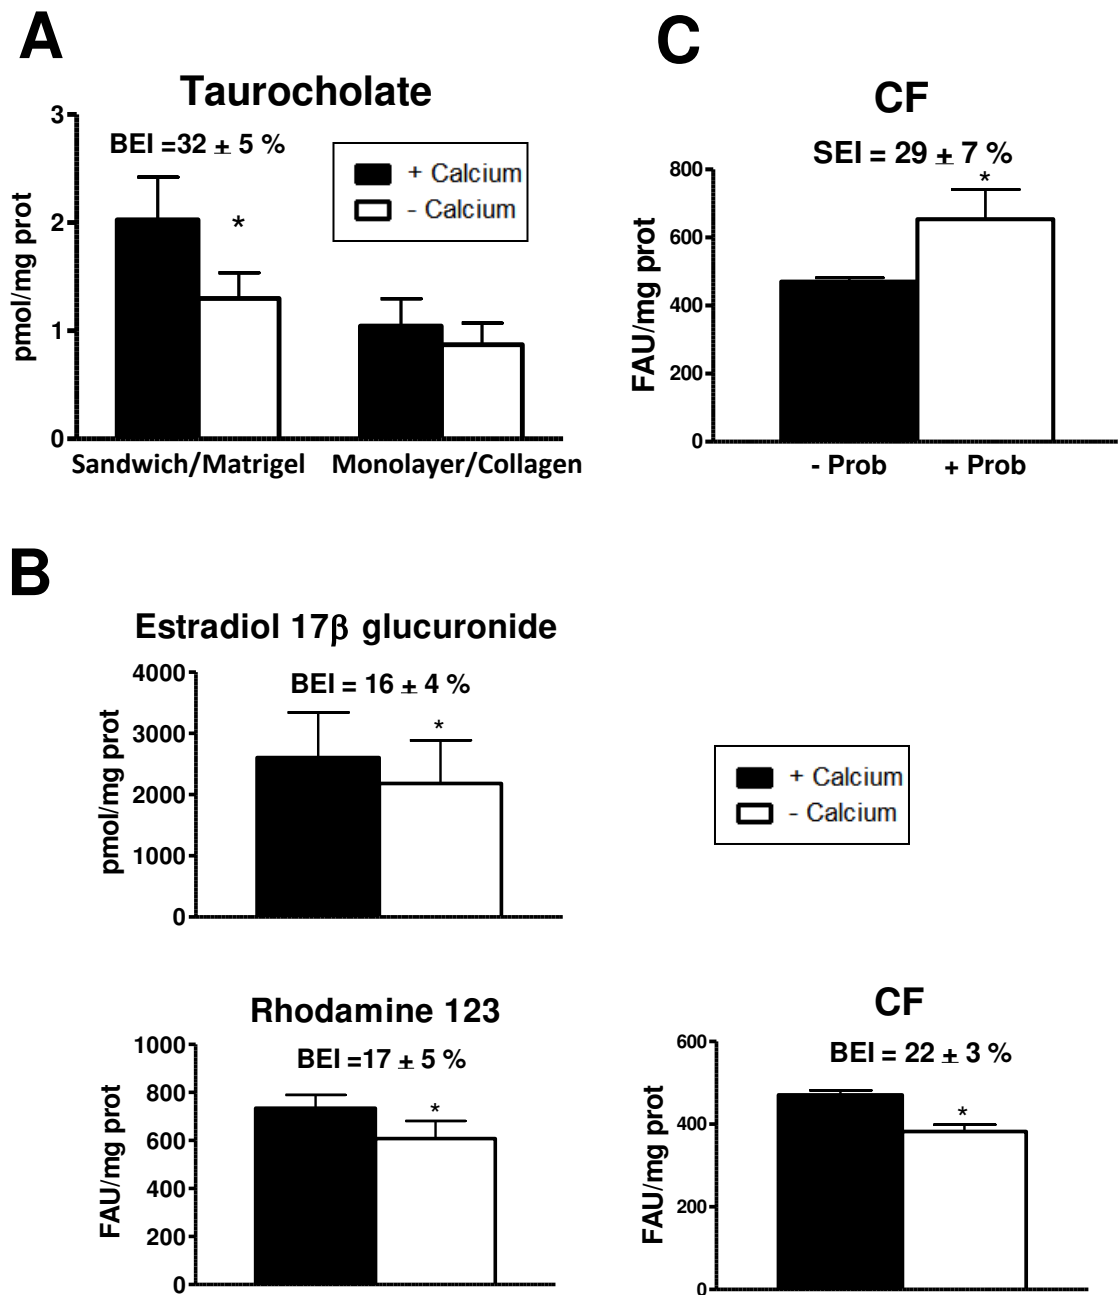 A
Taurocholate
BEI =32 ± 5 %
+ Calcium
- Calcium
*
pmol/mg prot
3
2
1
0
Sandwich/Matrigel
Monolayer/Collagen
C
CF
SEI = 29 ± 7 %
*
FAU/mg prot
800
600
400
200
0
- Prob
+ Prob
B
Estradiol 17β glucuronide
BEI = 16 ± 4 %
*
pmol/mg prot
4000
3000
2000
1000
0
+ Calcium
- Calcium
Rhodamine 123
BEI =17 ± 5 %
*
FAU/mg prot
1000
800
600
400
200
0
CF
BEI = 22 ± 3 %
*
FAU/mg prot
600
400
200
0